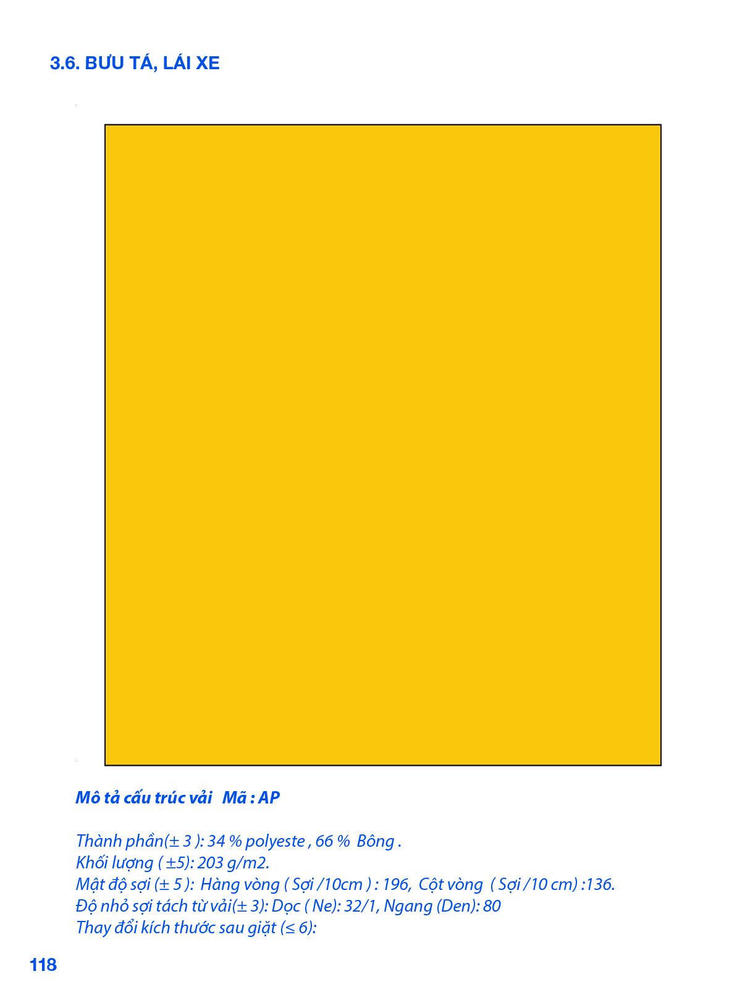 3.6. BƯU TÁ, LÁI XE
Mô tả cấu trúc vải Mã : AP
Thành phần(± 3 ): 34 % polyeste , 66 % Bông .
Khối lượng ( ±5): 203 g/m2.
Mật độ sợi (± 5 ): Hàng vòng ( Sợi /10cm ) : 196, Cột vòng ( Sợi /10 cm) :136.
Độ nhỏ sợi tách từ vải(± 3): Dọc ( Ne): 32/1, Ngang (Den): 80
Thay đổi kích thước sau giặt (≤ 6):
118